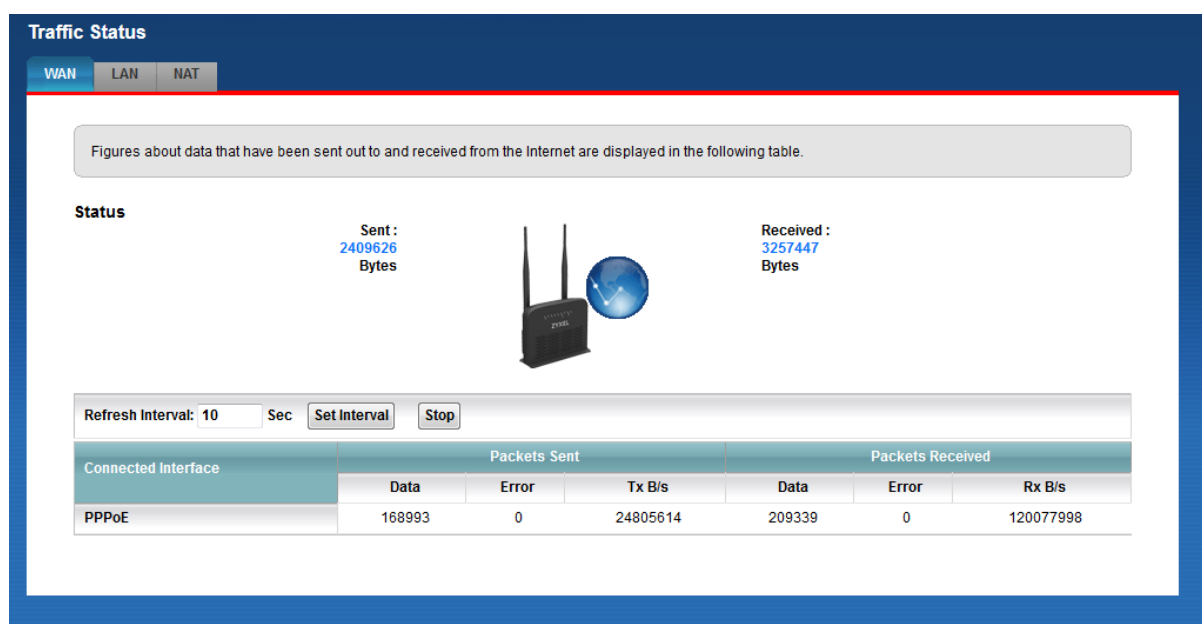 Traffic Status
WAN LAN NAT
Figures about data that have been sent out to and received from the Internet are displayed in the following table.
Status
Sent :
2409626
Bytes
ZYXEL
Received :
3257447
Bytes
Refresh Interval: 10 Sec Set Interval Stop
Connected Interface Packets Sent Packets Received
Data Error Tx B/s Data Error Rx B/s
PPPoE 168993 0 24805614 209339 0 120077998